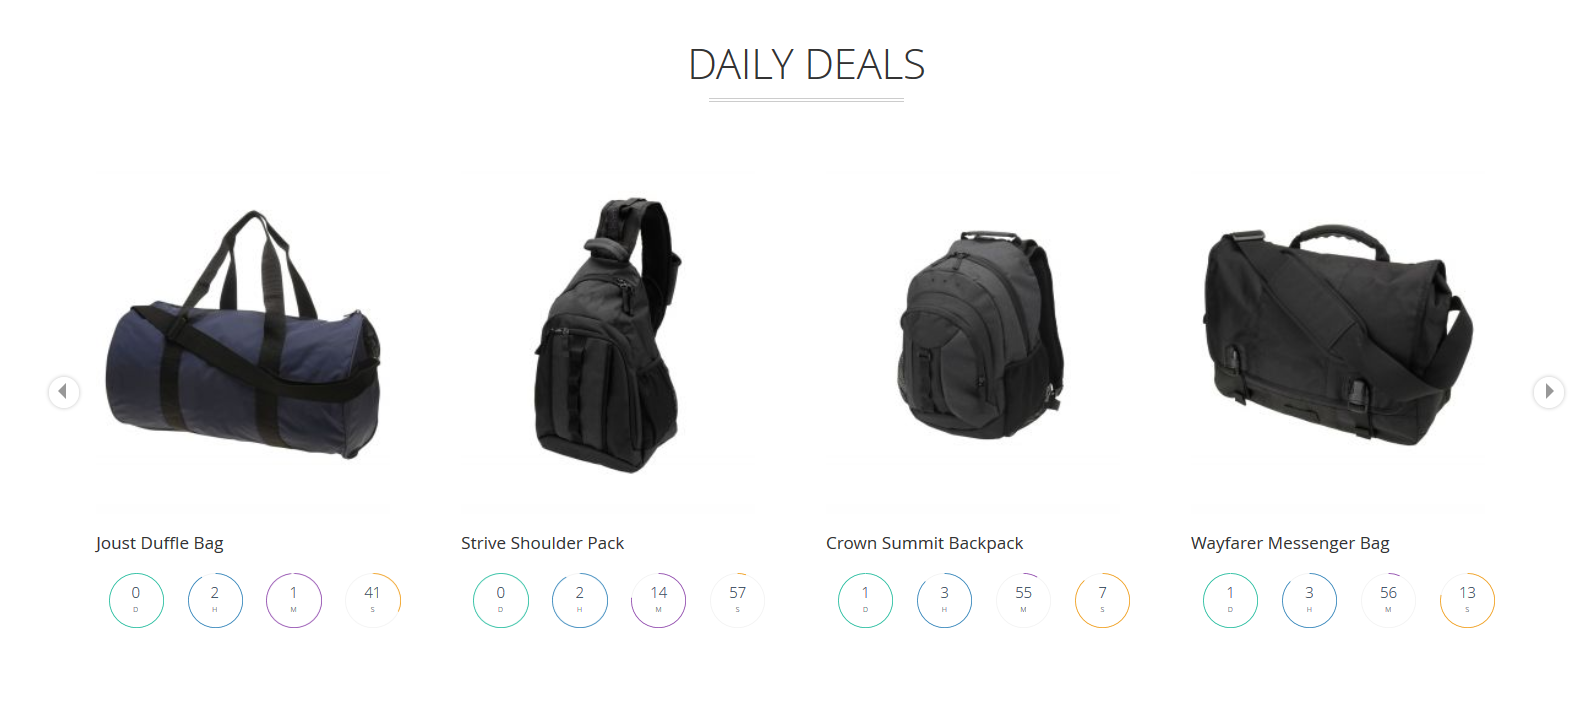 DAILY DEALS
Joust Duffle Bag
0 2 1 41
D H M S
Strive Shoulder Pack
0 2 14 57
D H M S
Crown Summit Backpack
1 3 55 7
D H M S
Wayfarer Messenger Bag
1 3 56 13
D H M S